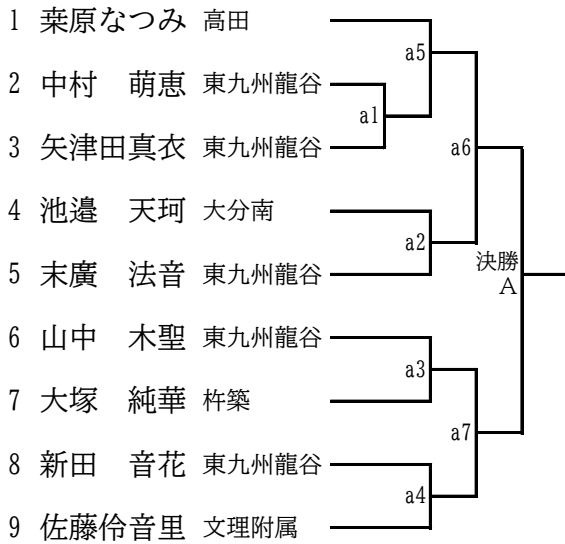 1 桒原なつみ 高田
a5
2 中村 萌恵 東九州龍谷
a1
3 矢津田真衣 東九州龍谷
a6
4 池邉 天珂 大分南
a2
5 末廣 法音 東九州龍谷
決勝
A
6 山中 木聖 東九州龍谷
a3
7 大塚 純華 杵築
a7
8 新田 音花 東九州龍谷
a4
9 佐藤伶音里 文理附属